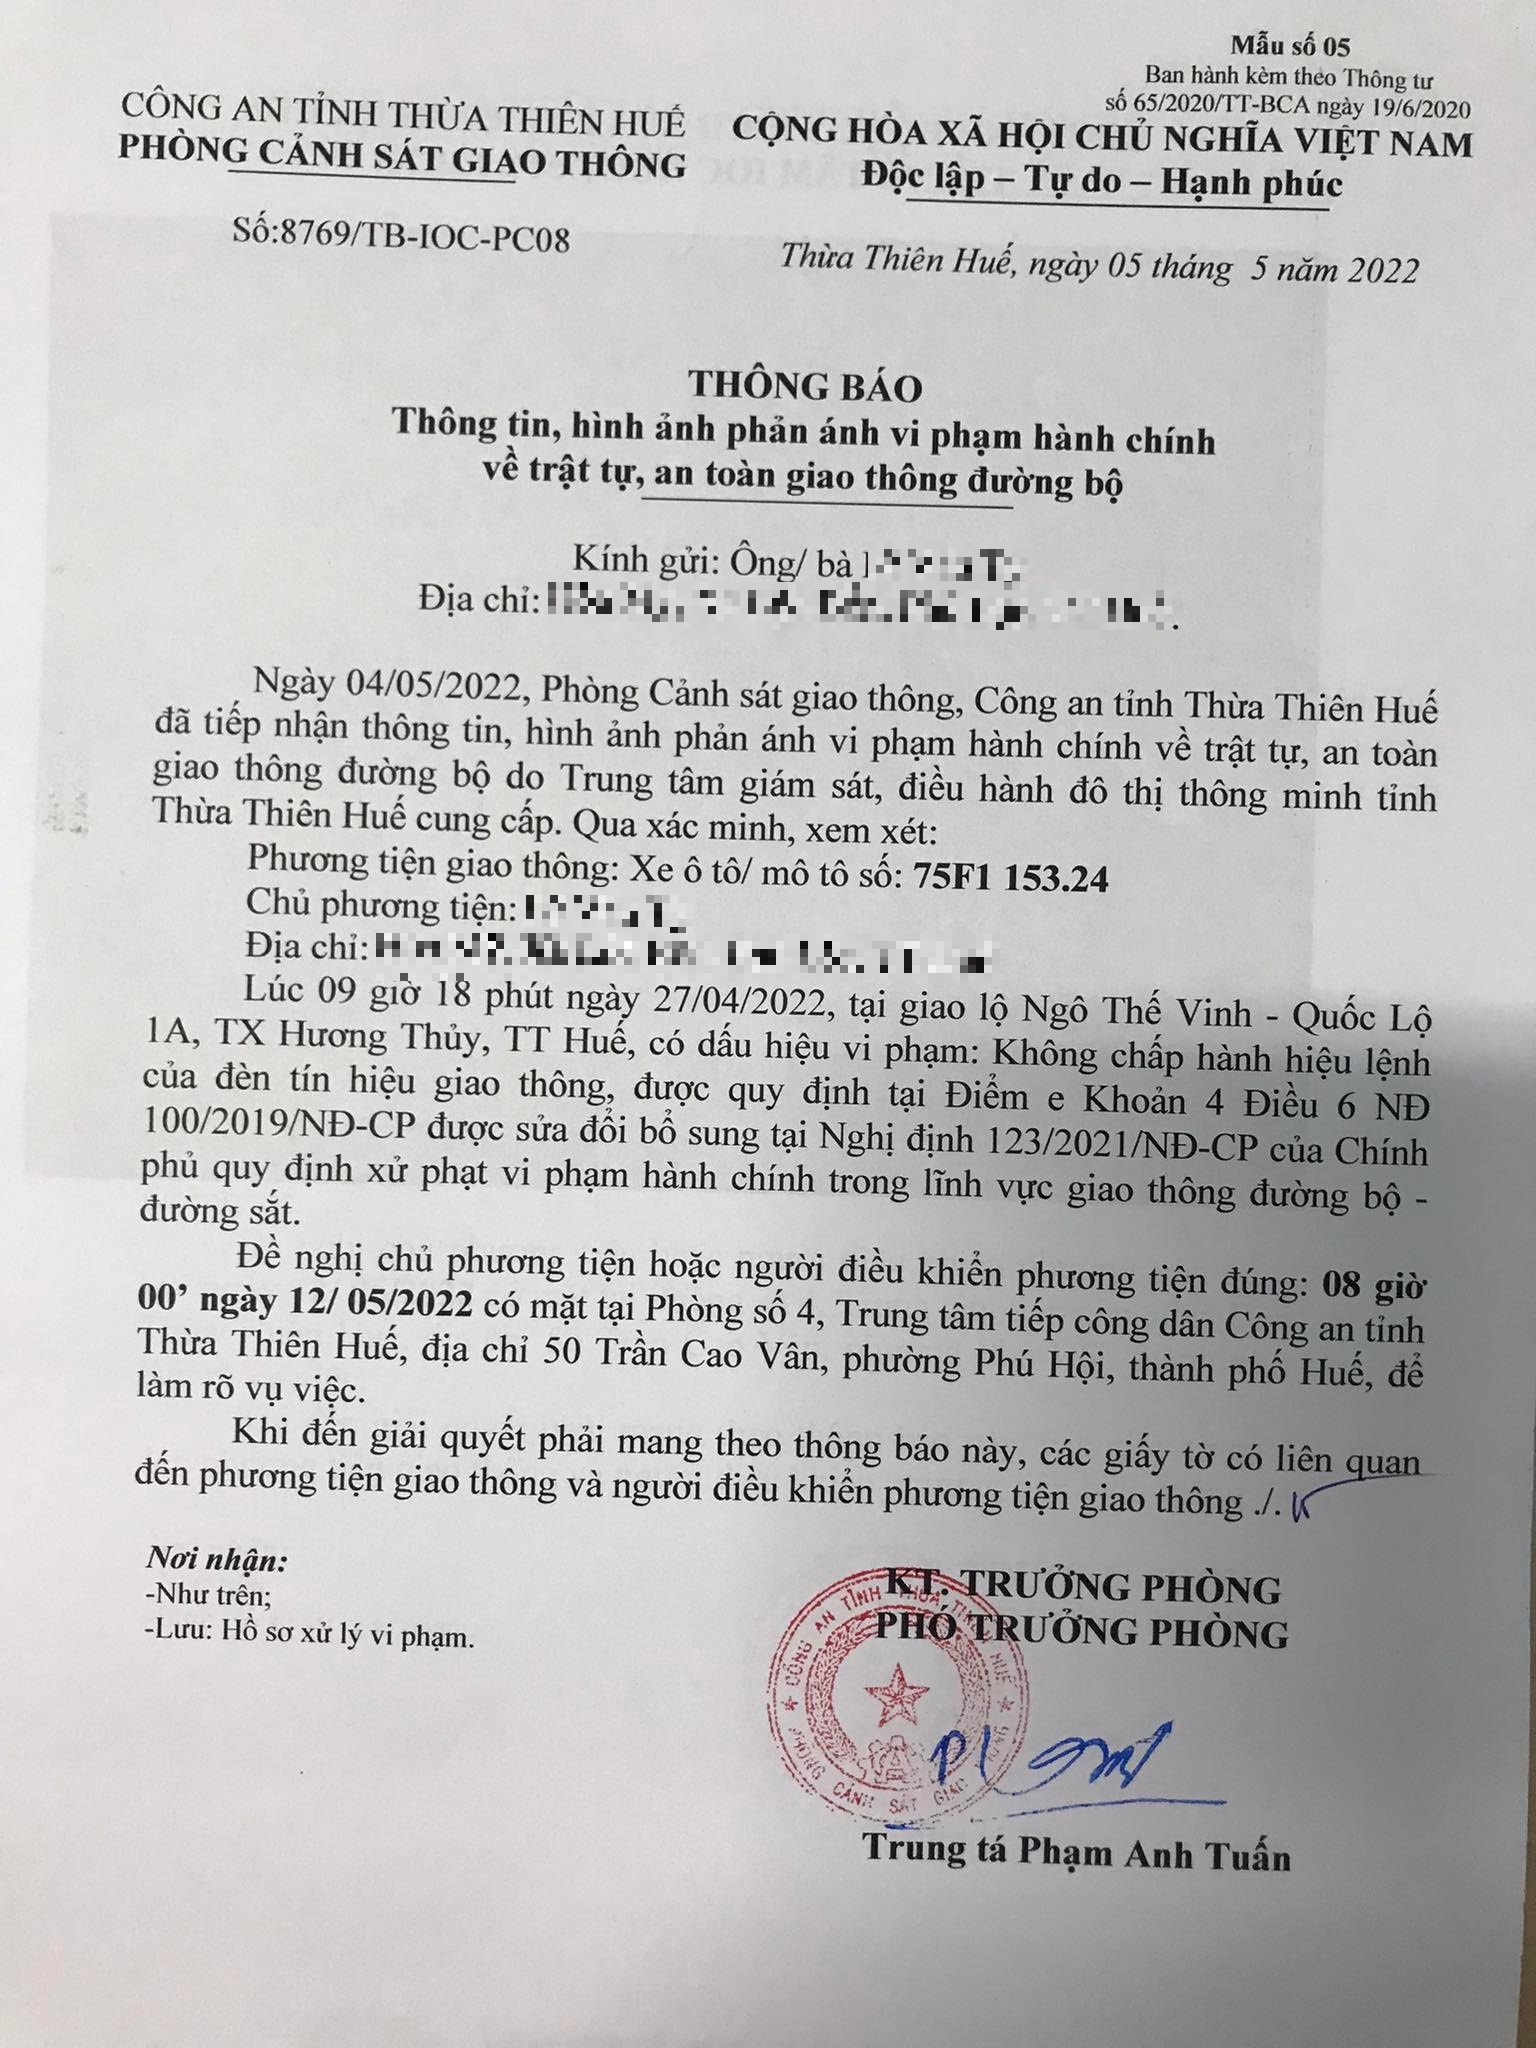 Mẫu số 05
Ban hành kèm theo Thông tư
số 65/2020/TT-BCA ngày 19/6/2020
CÔNG AN TỈNH THỪA THIÊN HUẾ
PHÒNG CẢNH SÁT GIAO THÔNG
CỘNG HÒA XÃ HỘI CHỦ NGHĨA VIỆT NAM
Độc lập – Tự do – Hạnh phúc
Số:8769/TB-IOC-PC08
Thừa Thiên Huế, ngày 05 tháng 5 năm 2022
THÔNG BÁO
Thông tin, hình ảnh phản ánh vi phạm hành chính
về trật tự, an toàn giao thông đường bộ
Kính gửi: Ông/ bà
Địa chỉ:
Ngày 04/05/2022, Phòng Cảnh sát giao thông, Công an tỉnh Thừa Thiên Huế
đã tiếp nhận thông tin, hình ảnh phản ánh vi phạm hành chính về trật tự, an toàn
giao thông đường bộ do Trung tâm giám sát, điều hành đô thị thông minh tỉnh
Thừa Thiên Huế cung cấp. Qua xác minh, xem xét:
Phương tiện giao thông: Xe ô tô/ mô tô số: 75F1 153.24
Chủ phương tiện:
Địa chỉ:
Lúc 09 giờ 18 phút ngày 27/04/2022, tại giao lộ Ngô Thế Vinh - Quốc Lộ
1A, TX Hương Thủy, TT Huế, có dấu hiệu vi phạm: Không chấp hành hiệu lệnh
của đèn tín hiệu giao thông, được quy định tại Điểm e Khoản 4 Điều 6 NĐ
100/2019/NĐ-CP được sửa đổi bổ sung tại Nghị định 123/2021/NĐ-CP của Chính
phủ quy định xử phạt vi phạm hành chính trong lĩnh vực giao thông đường bộ -
đường sắt.
Đề nghị chủ phương tiện hoặc người điều khiển phương tiện đúng: 08 giờ
00’ ngày 12/ 05/2022 có mặt tại Phòng số 4, Trung tâm tiếp công dân Công an tỉnh
Thừa Thiên Huế, địa chỉ 50 Trần Cao Vân, phường Phú Hội, thành phố Huế, để
làm rõ vụ việc.
Khi đến giải quyết phải mang theo thông báo này, các giấy tờ có liên quan
đến phương tiện giao thông và người điều khiển phương tiện giao thông ./.
Nơi nhận:
-Như trên;
-Lưu: Hồ sơ xử lý vi phạm.
KT. TRƯỞNG PHÒNG
PHÓ TRƯỞNG PHÒNG
CÔNG AN TỈNH THỪA THIÊN HUẾ
PHÒNG CẢNH SÁT GIAO
Trung tá Phạm Anh Tuấn